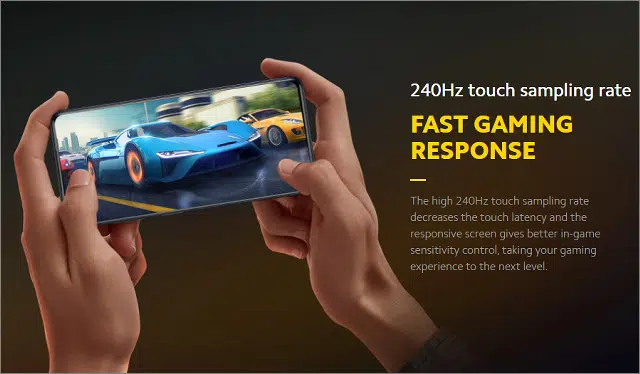 240Hz touch sampling rate
FAST GAMING
RESPONSE
The high 240Hz touch sampling rate
decreases the touch latency and the
responsive screen gives better in-game
sensitivity control, taking your gaming
experience to the next level.